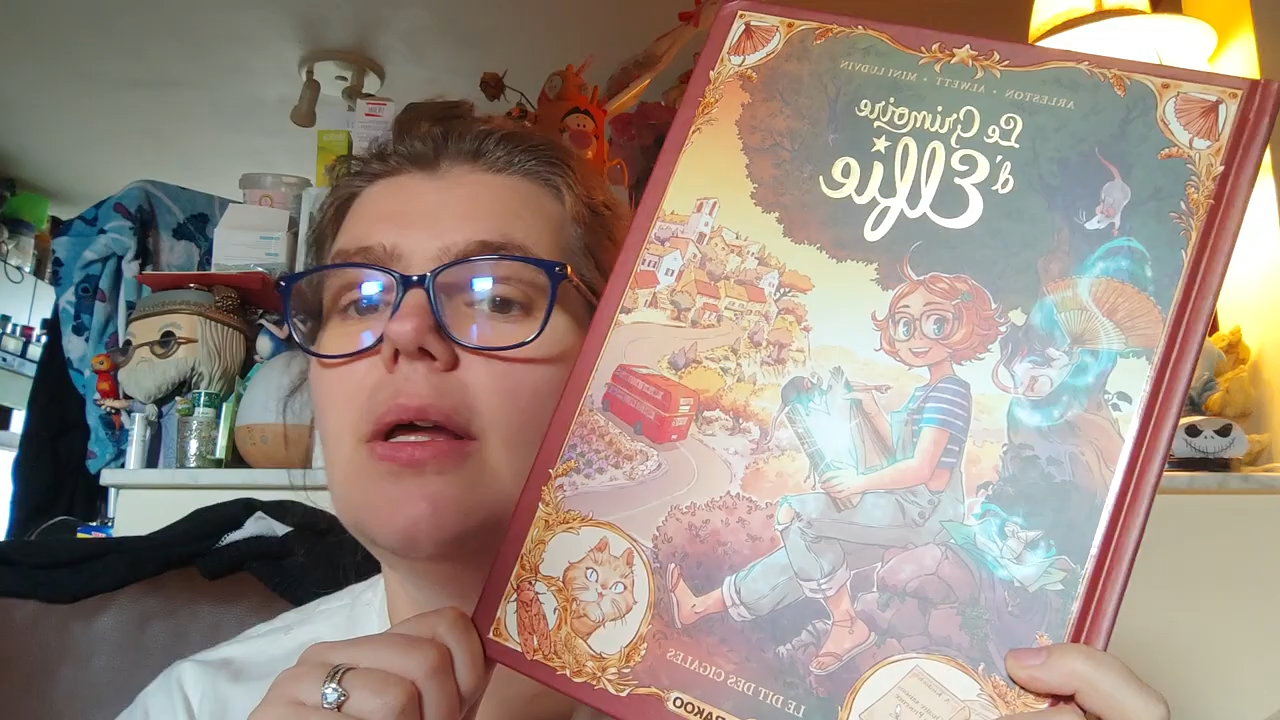 ARLESTON • ALWETT • MINI LUDVIN
Le Grimoire
d'Elfie
LE DIT DES CIGALES